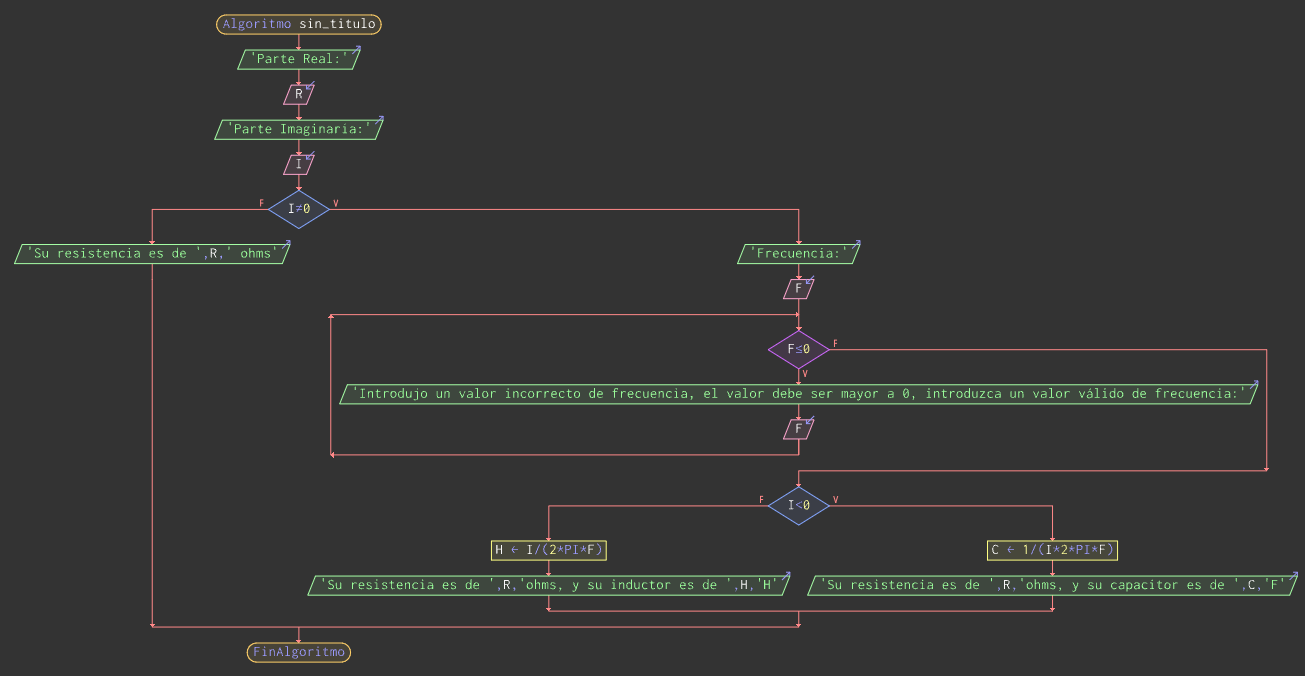 Algoritmo sin_titulo
'Parte Real:'
R
'Parte Imaginaria:'
I
F
I≠0
V
'Su resistencia es de ',R,' ohms'
'Frecuencia:'
F
F≤0
F
V
'Introdujo un valor incorrecto de frecuencia, el valor debe ser mayor a 0, introduzca un valor válido de frecuencia:'
F
F
I<0
V
H ← I/(2*PI*F)
C ← 1/(I*2*PI*F)
'Su resistencia es de ',R,'ohms, y su inductor es de ',H,'H'
'Su resistencia es de ',R,'ohms, y su capacitor es de ',C,'F'
FinAlgoritmo